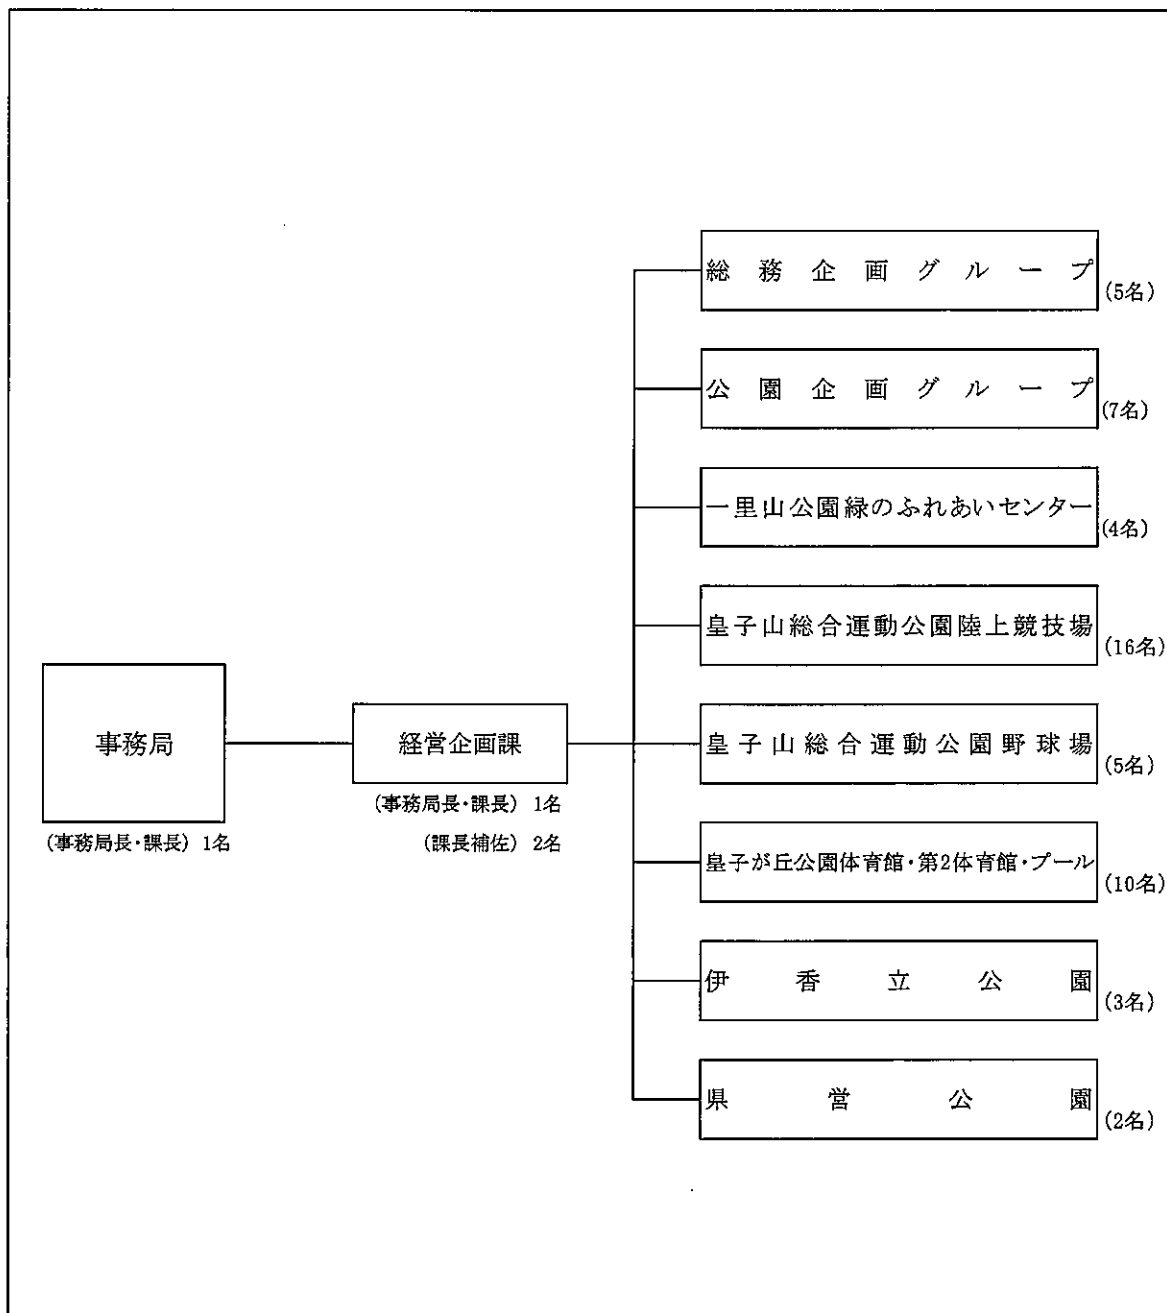 総務企画グループ
(5名)
公園企画グループ
(7名)
一里山公園緑のふれあいセンター
(4名)
皇子山総合運動公園陸上競技場
(16名)
事務局
(事務局長・課長) 1名
経営企画課
(事務局長・課長) 1名
(課長補佐) 2名
皇子山総合運動公園野球場
(5名)
皇子が丘公園体育館・第2体育館・プール
(10名)
伊香立公園
(3名)
県営公園
(2名)